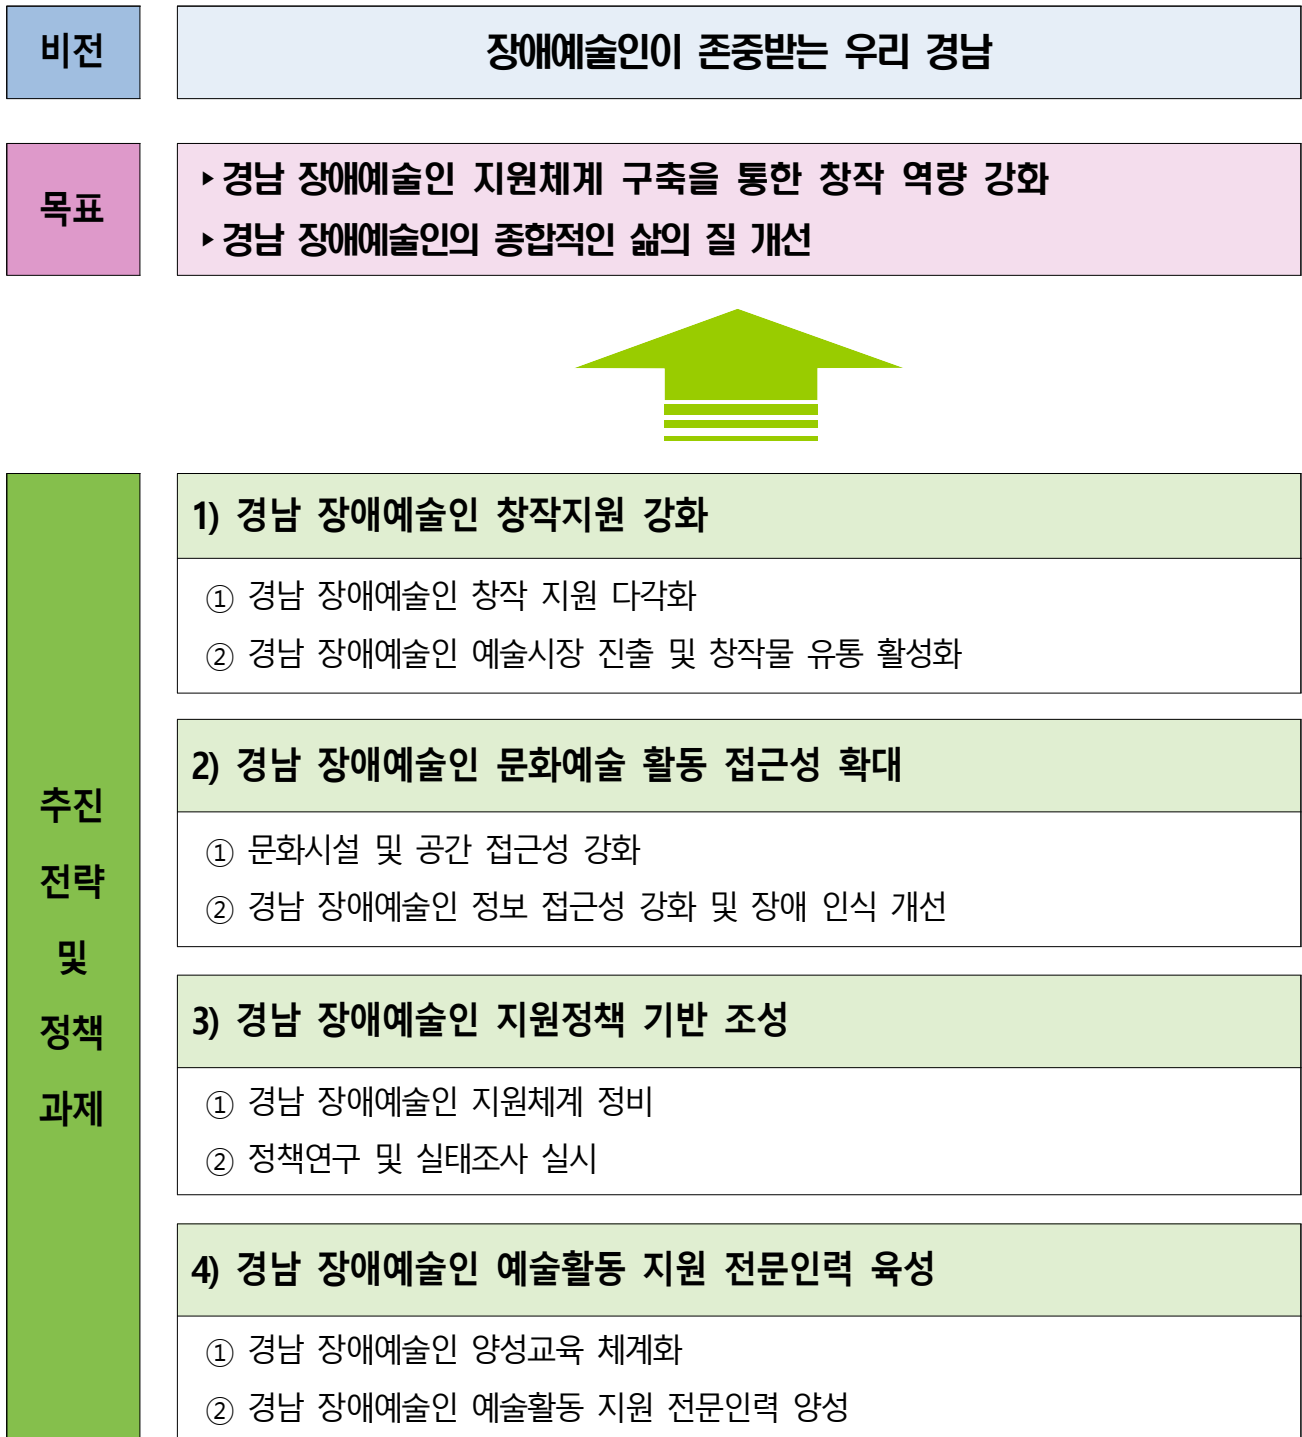 비전
장애예술인이 존중받는 우리 경남
목표
▸경남 장애예술인 지원체계 구축을 통한 창작 역량 강화
▸경남 장애예술인의 종합적인 삶의 질 개선
추진
전략
및
정책
과제
1) 경남 장애예술인 창작지원 강화
① 경남 장애예술인 창작 지원 다각화
② 경남 장애예술인 예술시장 진출 및 창작물 유통 활성화
2) 경남 장애예술인 문화예술 활동 접근성 확대
① 문화시설 및 공간 접근성 강화
② 경남 장애예술인 정보 접근성 강화 및 장애 인식 개선
3) 경남 장애예술인 지원정책 기반 조성
① 경남 장애예술인 지원체계 정비
② 정책연구 및 실태조사 실시
4) 경남 장애예술인 예술활동 지원 전문인력 육성
① 경남 장애예술인 양성교육 체계화
② 경남 장애예술인 예술활동 지원 전문인력 양성